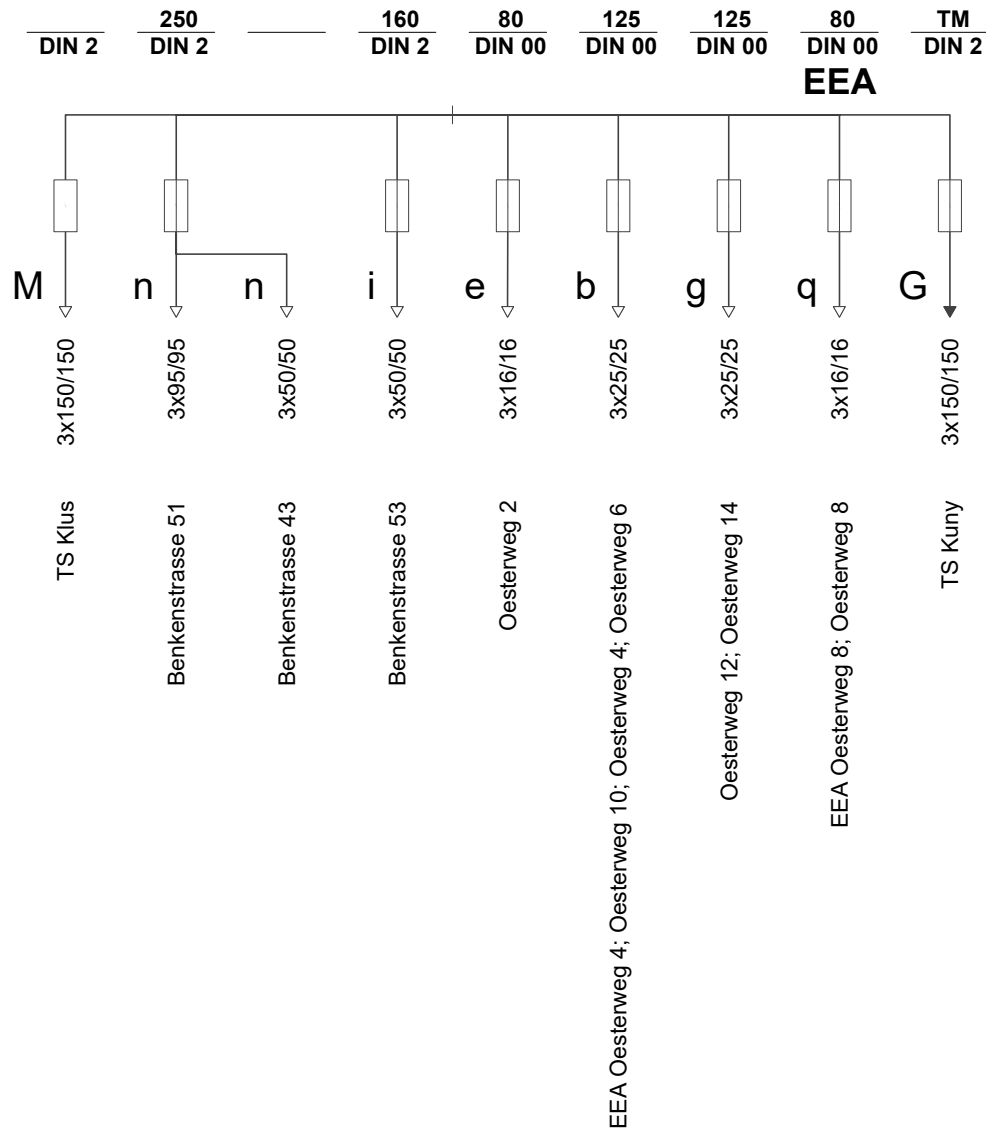 250 160 80 125 125 80 TM
DIN 2 DIN 2 DIN 2 DIN 00 DIN 00 DIN 00 DIN 00 DIN 2
EEA
M n n i e b g q G
3x150/150
3x95/95
3x50/50
3x50/50
3x16/16
3x25/25
3x25/25
3x16/16
3x150/150
TS Klus
Benkenstrasse 51
Benkenstrasse 43
Benkenstrasse 53
Oesterweg 2
EEA Oesterweg 4; Oesterweg 10; Oesterweg 4; Oesterweg 6
Oesterweg 12; Oesterweg 14
EEA Oesterweg 8; Oesterweg 8
TS Kuny